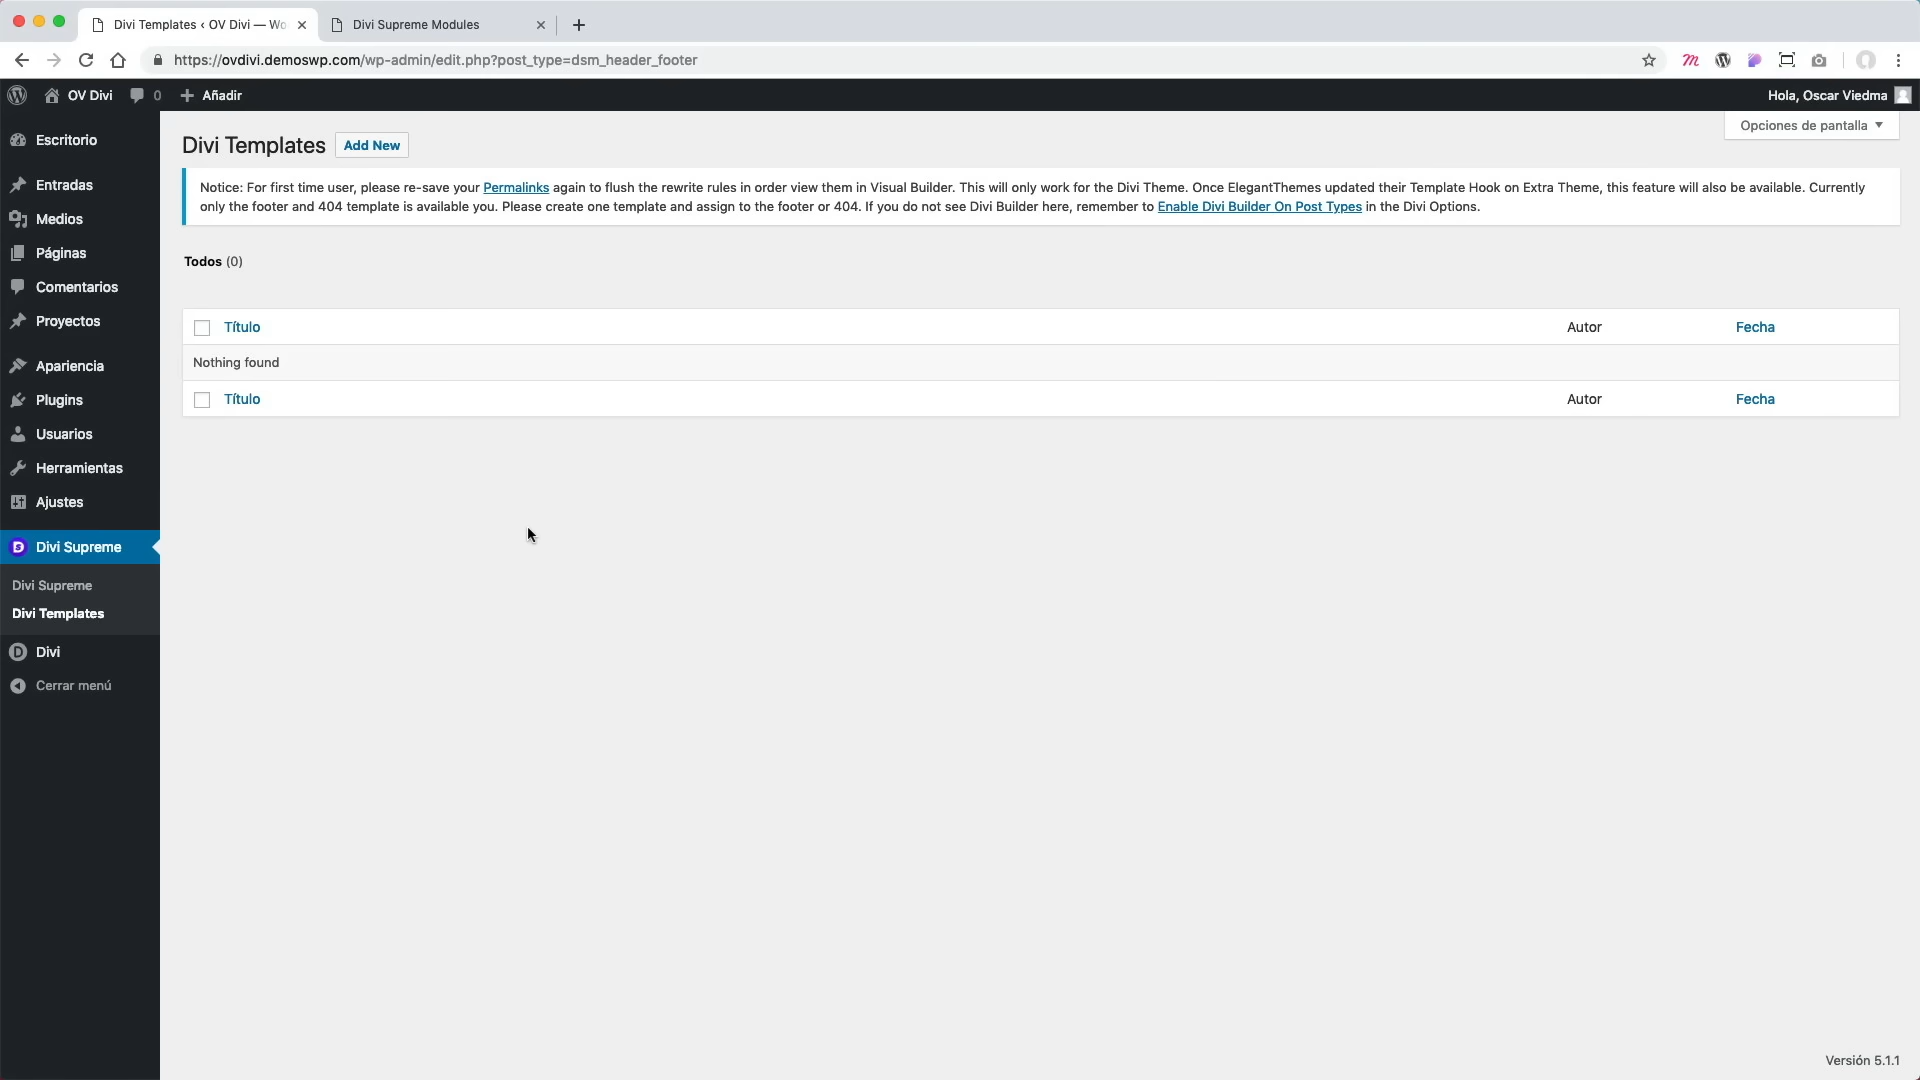 Divi Templates ‹ OV Divi — Wo
Divi Supreme Modules
https://ovdivi.demoswp.com/wp-admin/edit.php?post_type=dsm_header_footer
OV Divi
0
Añadir
Hola, Oscar Viedma
Opciones de pantalla
Escritorio
Entradas
Medios
Páginas
Comentarios
Proyectos
Apariencia
Plugins
Usuarios
Herramientas
Ajustes
Divi Supreme
Divi Supreme
Divi Templates
Divi
Cerrar menú
Divi Templates
Add New
Notice: For first time user, please re-save your Permalinks again to flush the rewrite rules in order view them in Visual Builder. This will only work for the Divi Theme. Once ElegantThemes updated their Template Hook on Extra Theme, this feature will also be available. Currently
only the footer and 404 template is available you. Please create one template and assign to the footer or 404. If you do not see Divi Builder here, remember to Enable Divi Builder On Post Types in the Divi Options.
Todos (0)
Título Autor Fecha
Nothing found
Título Autor Fecha
Versión 5.1.1